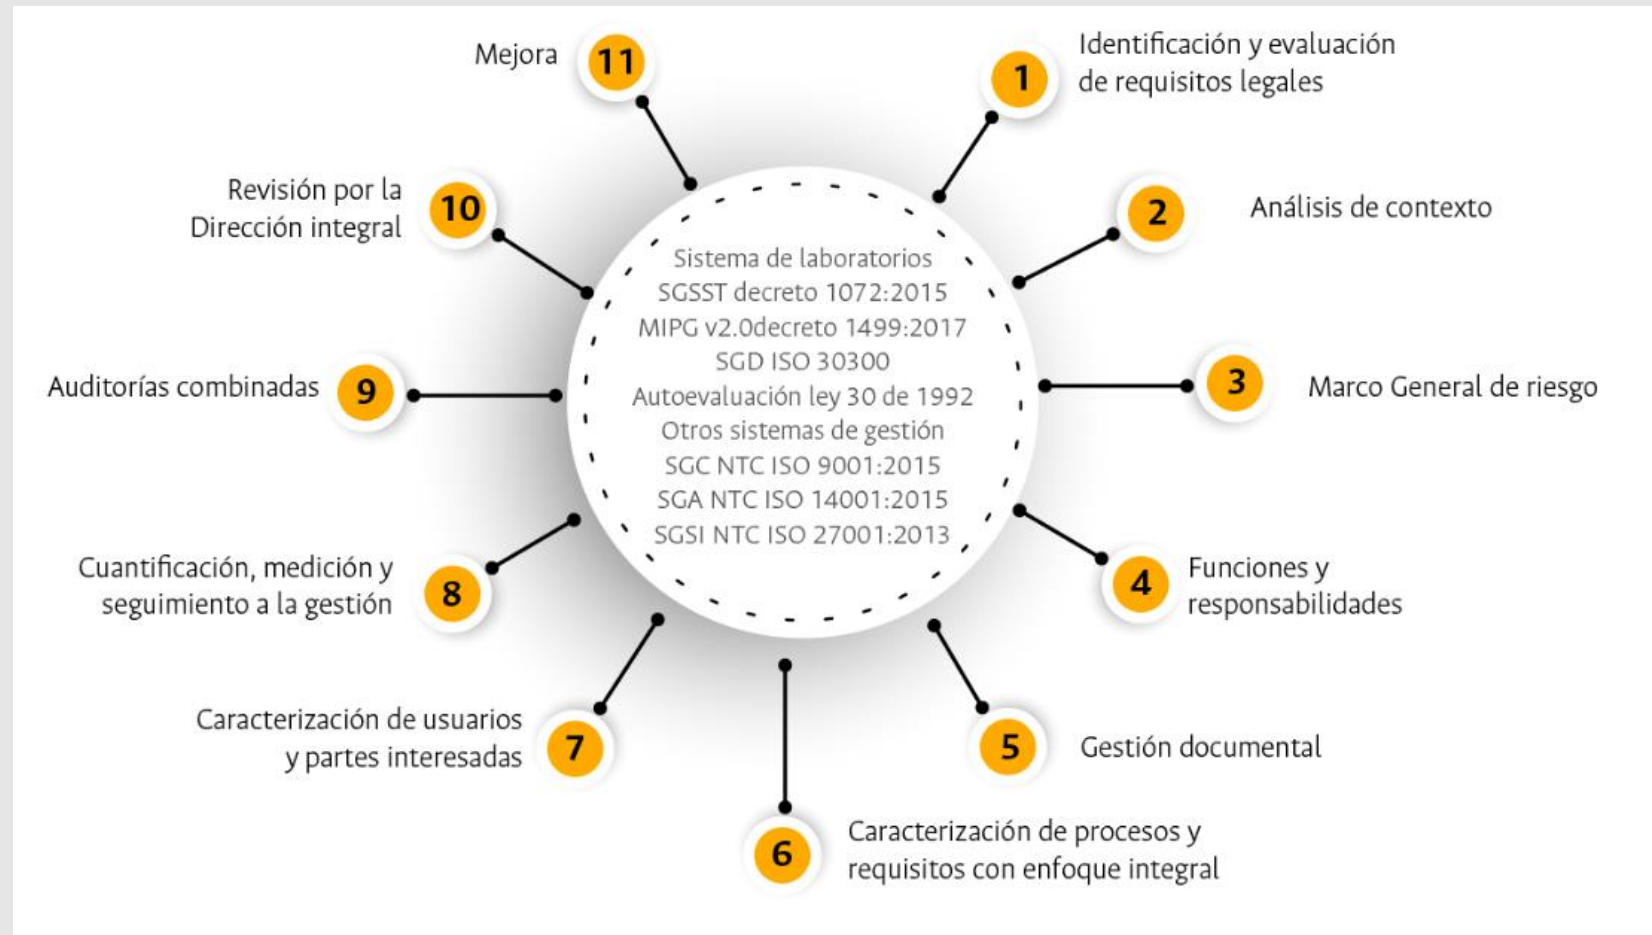 Mejora
11
1
Identificación y evaluación
de requisitos legales
Revisión por la
Dirección integral
10
2
Análisis de contexto
Sistema de laboratorios
SGSST decreto 1072:2015
MIPG v2.0decreto 1499:2017
SGD ISO 30300
Autoevaluación ley 30 de 1992
Otros sistemas de gestión
SGC NTC ISO 9001:2015
SGA NTC ISO 14001:2015
SGSI NTC ISO 27001:2013
Auditorías combinadas
9
3
Marco General de riesgo
Cuantificación, medición y
seguimiento a la gestión
8
4
Funciones y
responsabilidades
Caracterización de usuarios
y partes interesadas
7
5
Gestión documental
6
Caracterización de procesos y
requisitos con enfoque integral